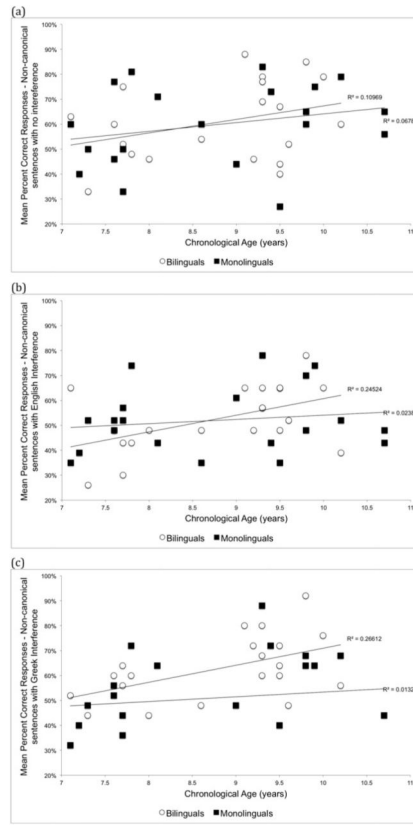 (a)
Mean Percent Correct Responses - Non-canonical
sentences with no intereference
100%
90%
80%
70%
60%
50%
40%
30%
20%
R² = 0.10969
R² = 0.0676
7 7.5 8 8.5 9 9.5 10 10.5 11
Chronological Age (years)
○Bilinguals ■Monolinguals
(b)
Mean Percent Correct Responses - Non-canonical
sentences with English Interference
100%
90%
80%
70%
60%
50%
40%
30%
20%
R² = 0.24524
R² = 0.0238
7 7.5 8 8.5 9 9.5 10 10.5 11
Chronological Age (years)
○Bilinguals ■Monolinguals
(c)
Mean Percent Correct Responses - Non-canonical
sentences with Greek Interference
100%
90%
80%
70%
60%
50%
40%
30%
20%
R² = 0.26612
R² = 0.0132
7 7.5 8 8.5 9 9.5 10 10.5 11
Chronological Age (years)
○Bilinguals ■Monolinguals